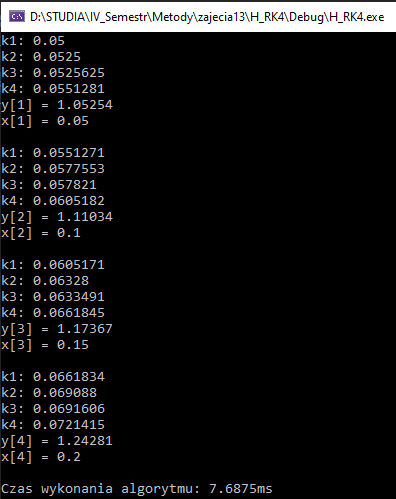 D:\STUDIA\IV_Semestr\Metody\zajecia13\H_RK4\Debug\H_RK4.exe
k1: 0.05
k2: 0.0525
k3: 0.0525625
k4: 0.0551281
y[1] = 1.05254
x[1] = 0.05
k1: 0.0551271
k2: 0.0577553
k3: 0.057821
k4: 0.0605182
y[2] = 1.11034
x[2] = 0.1
k1: 0.0605171
k2: 0.06328
k3: 0.0633491
k4: 0.0661845
y[3] = 1.17367
x[3] = 0.15
k1: 0.0661834
k2: 0.069088
k3: 0.0691606
k4: 0.0721415
y[4] = 1.24281
x[4] = 0.2
Czas wykonania algorytmu: 7.6875ms